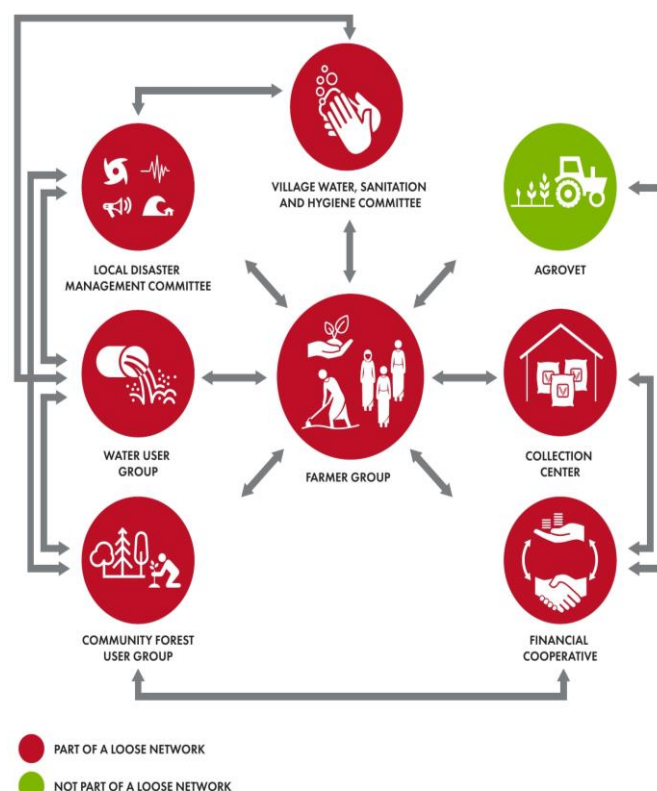 VILLAGE WATER, SANITATION
AND HYGIENE COMMITTEE
LOCAL DISASTER
MANAGEMENT COMMITTEE
AGROVET
WATER USER
GROUP
FARMER GROUP
COLLECTION
CENTER
COMMUNITY FOREST
USER GROUP
FINANCIAL
COOPERATIVE
PART OF A LOOSE NETWORK
NOT PART OF A LOOSE NETWORK